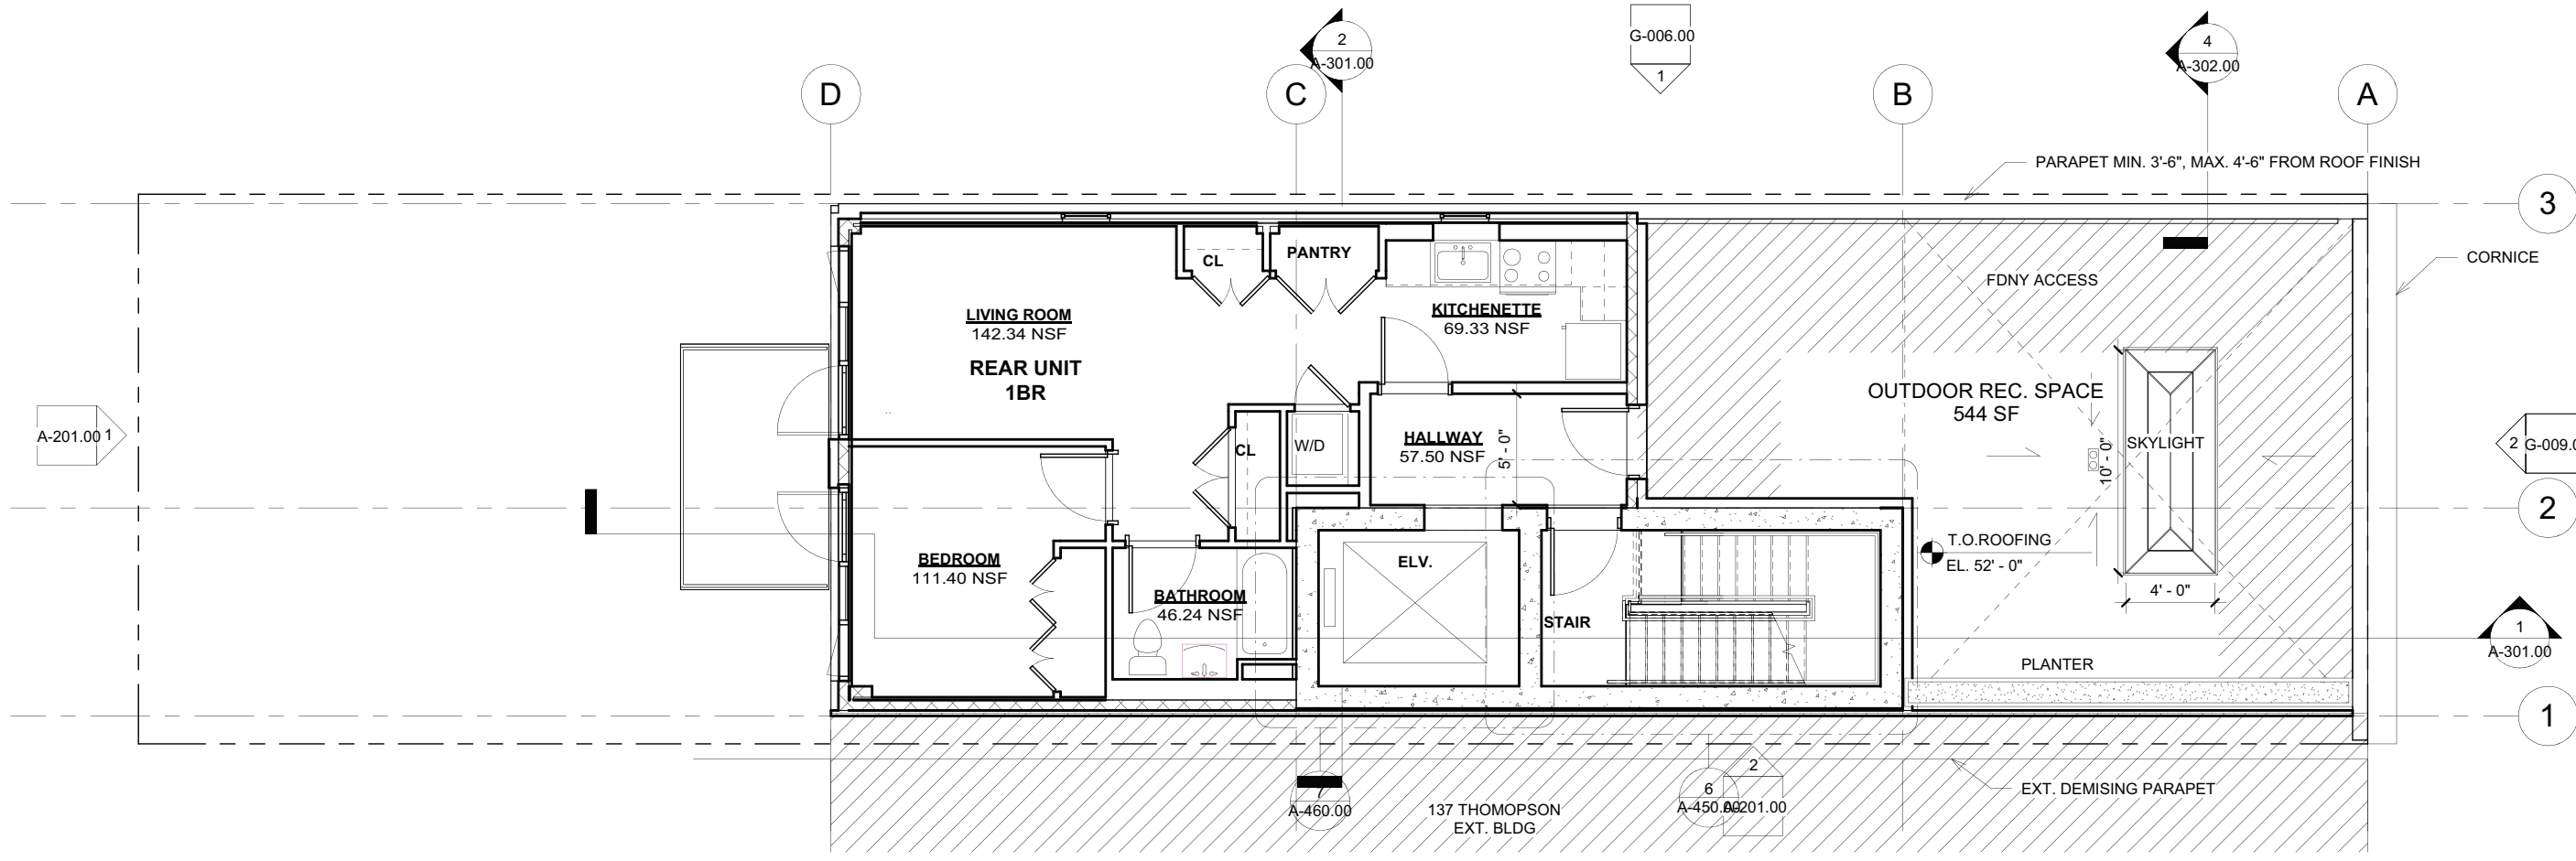 2
A-301.00
G-006.00
1
4
A-302.00
D
C
B
A
PARAPET MIN. 3'-6", MAX. 4'-6" FROM ROOF FINISH
3
CORNICE
CL
PANTRY
FDNY ACCESS
LIVING ROOM
142.34 NSF
KITCHENETTE
69.33 NSF
REAR UNIT
1BR
OUTDOOR REC. SPACE
544 SF
A-201.00
1
CL
W/D
HALLWAY
57.50 NSF
5' - 0"
SKYLIGHT
10' - 0"
2
G-009.0
2
BEDROOM
111.40 NSF
ELV.
T.O.ROOFING
EL. 52' - 0"
BATHROOM
46.24 NSF
4' - 0"
STAIR
1
A-301.00
PLANTER
1
2
EXT. DEMISING PARAPET
7
A-460.00
137 THOMOPSON
EXT. BLDG
6
A-450.00
A-201.00